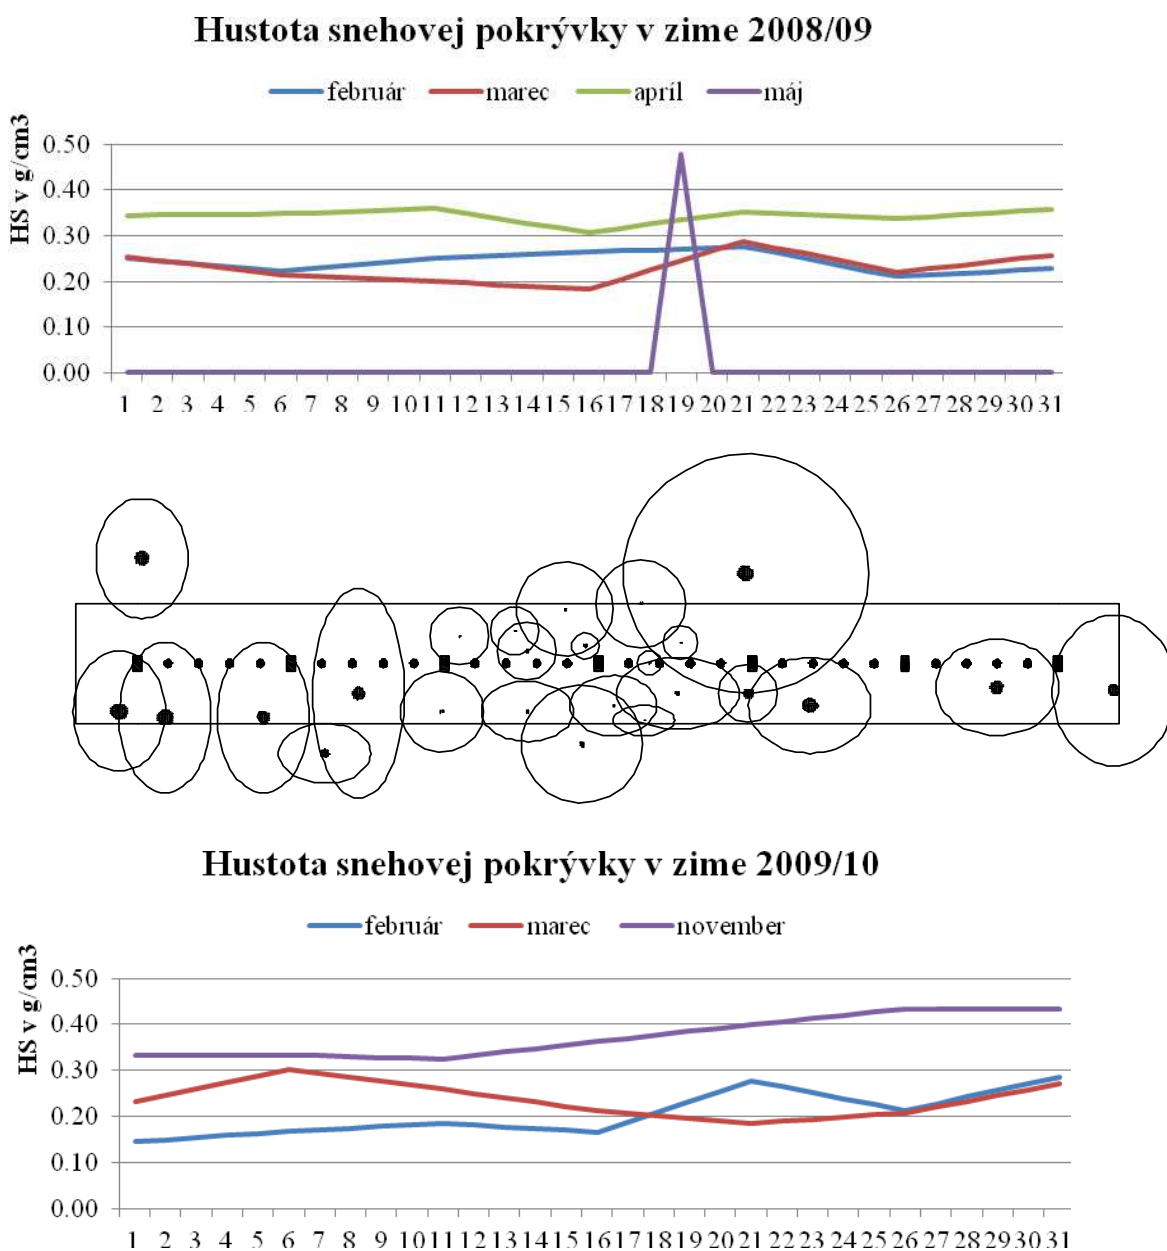 Hustota snehovej pokrývky v zime 2008/09
február marec apríl máj
HS v g/cm3
0.50
0.40
0.30
0.20
0.10
0.00
1 2 3 4 5 6 7 8 9 10 11 12 13 14 15 16 17 18 19 20 21 22 23 24 25 26 27 28 29 30 31
Hustota snehovej pokrývky v zime 2009/10
február marec november
HS v g/cm3
0.50
0.40
0.30
0.20
0.10
0.00
1 2 3 4 5 6 7 8 9 10 11 12 13 14 15 16 17 18 19 20 21 22 23 24 25 26 27 28 29 30 31